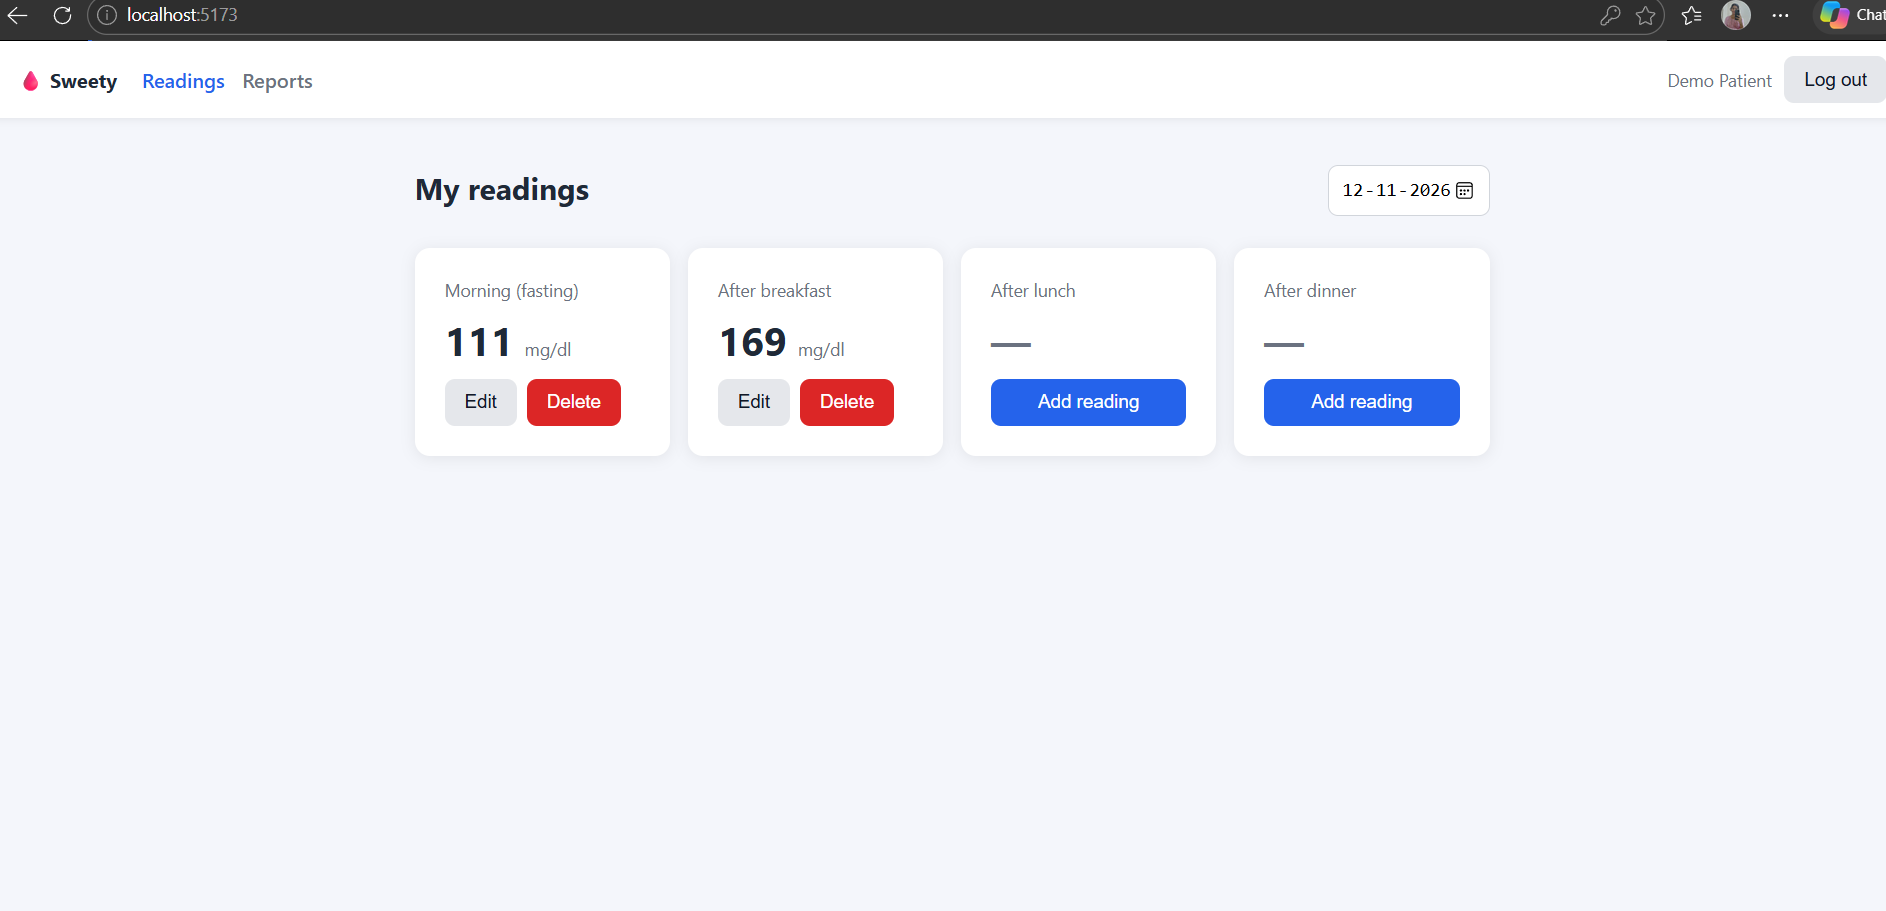 localhost:5173
Chat
Sweety Readings Reports Demo Patient Log out
My readings 12-11-2026
Morning (fasting)
111 mg/dl
Edit Delete
After breakfast
169 mg/dl
Edit Delete
After lunch
—
Add reading
After dinner
—
Add reading